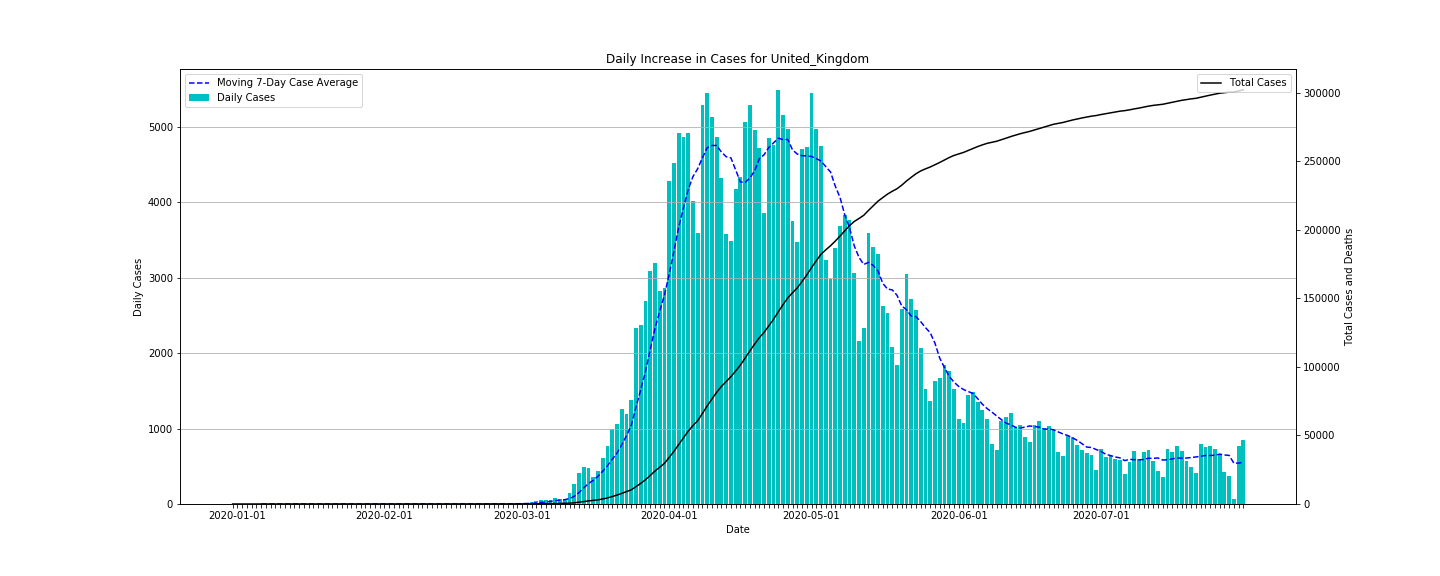 Daily Increase in Cases for United_Kingdom
Moving 7-Day Case Average
Daily Cases
Total Cases
Daily Cases
5000
4000
3000
2000
1000
0
300000
250000
200000
150000
100000
50000
0
Total Cases and Deaths
2020-01-01 2020-02-01 2020-03-01 2020-04-01 2020-05-01 2020-06-01 2020-07-01
Date